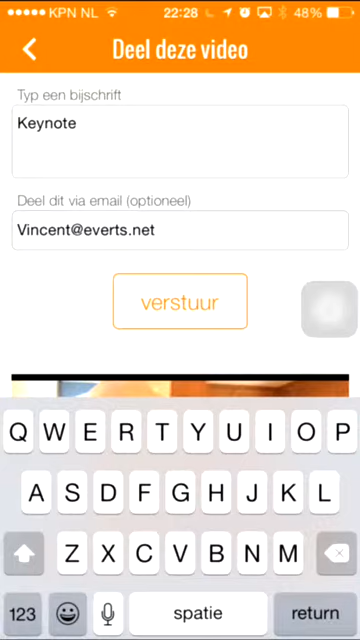 KPN NL 22:28 48%
Deel deze video
Typ een bijschrift
Keynote
Deel dit via email (optioneel)
Vincent@everts.net
verstuur
Q W E R T Y U I O P
A S D F G H J K L
Z X C V B N M
123 spatie return